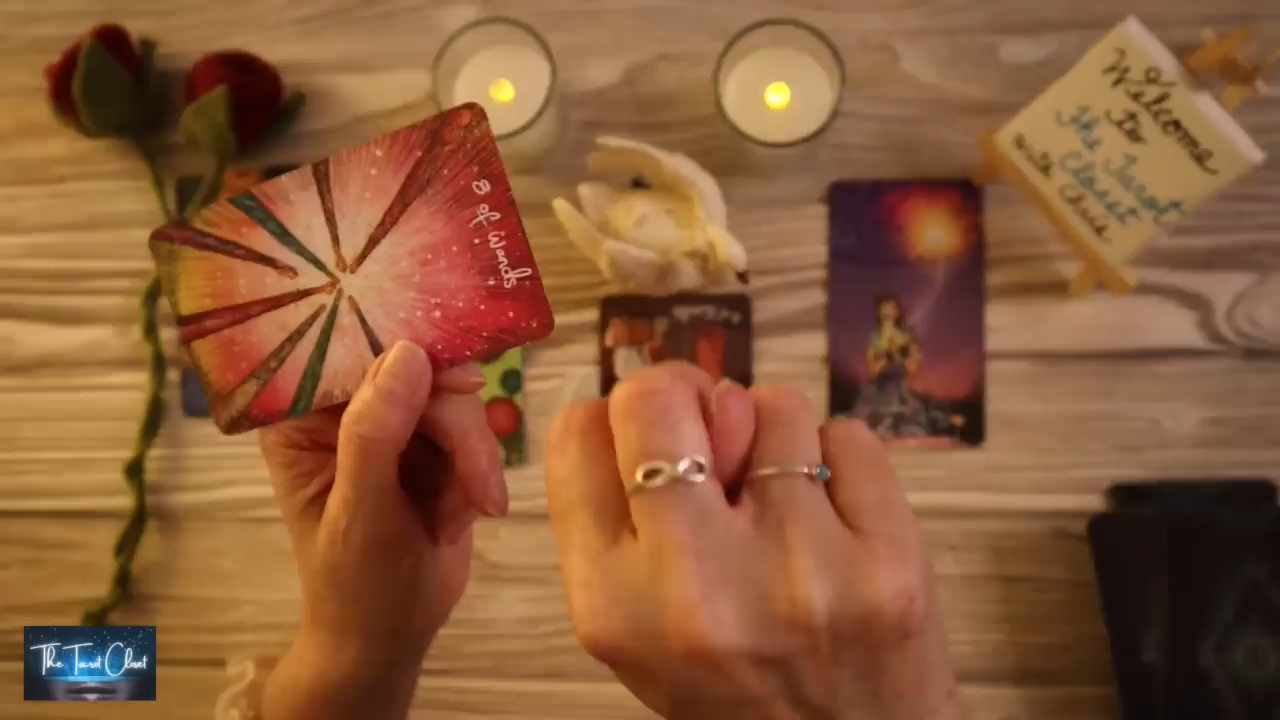 8 of Wands
Welcome
To
The Tarot
Closet
with Chris
The Tarot Closet